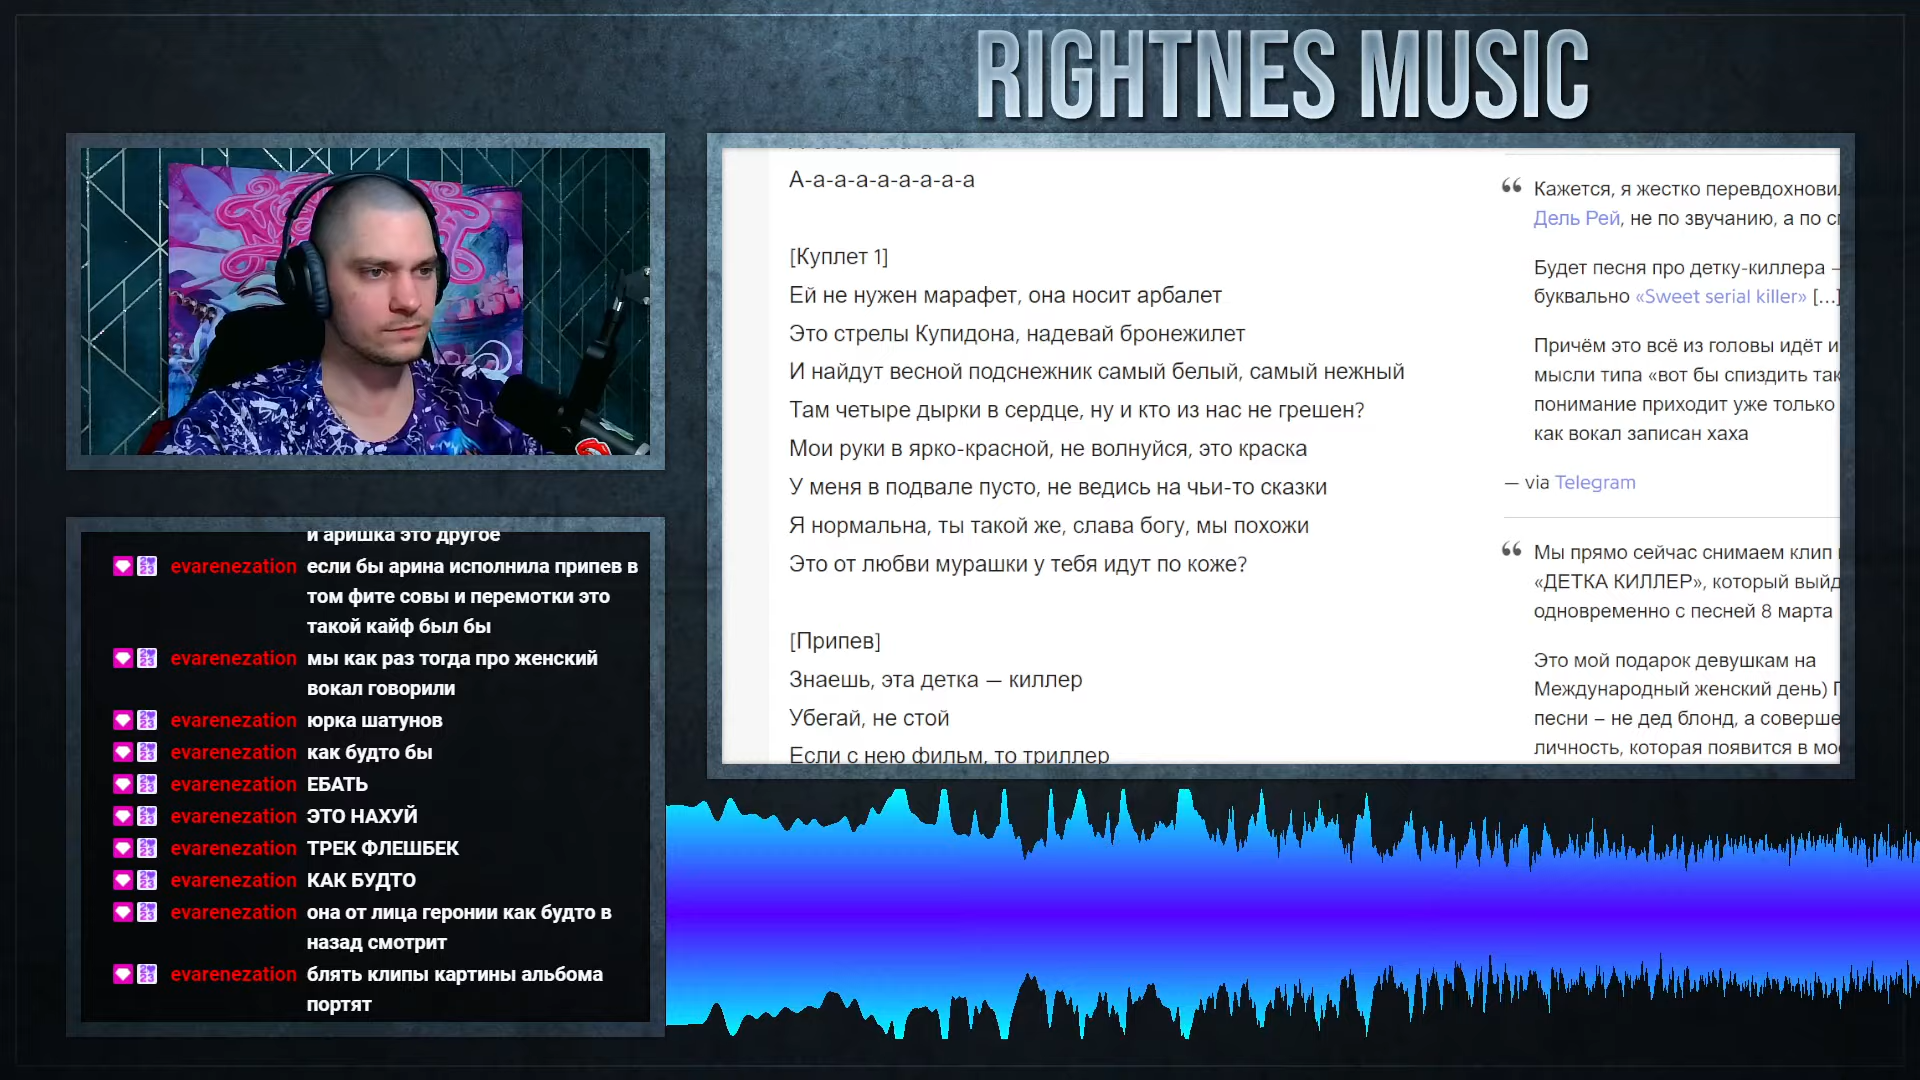 RIGHTNES MUSIC
А-а-а-а-а-а-а-а-а
[Куплет 1]
Ей не нужен марафет, она носит арбалет
Это стрелы Купидона, надевай бронежилет
И найдут весной подснежник самый белый, самый нежный
Там четыре дырки в сердце, ну и кто из нас не грешен?
Мои руки в ярко-красной, не волнуйся, это краска
У меня в подвале пусто, не ведись на чьи-то сказки
Я нормальна, ты такой же, слава богу, мы похожи
Это от любви мурашки у тебя идут по коже?
[Припев]
Знаешь, эта детка — киллер
Убегай, не стой
Если с нею фильм, то триллер
Кажется, я жестко перевдохнови
Дель Рей, не по звучанию, а по с
Будет песня про детку-киллера –
буквально «Sweet serial killer» [...]
Причём это всё из головы идёт и
мысли типа «вот бы спиздить так
понимание приходит уже только
как вокал записан хаха
— via Telegram
Мы прямо сейчас снимаем клип
«ДЕТКА КИЛЛЕР», который выйд
одновременно с песней 8 марта
Это мой подарок девушкам на
Международный женский день)
песни – не дед блонд, а соверше
личность, которая появится в мо
и аришка это другое
evarenezation если бы арина исполнила припев в
том фите совы и перемотки это
такой кайф был бы
evarenezation мы как раз тогда про женский
вокал говорили
evarenezation юрка шатунов
evarenezation как будто бы
evarenezation ЕБАТЬ
evarenezation ЭТО НАХУЙ
evarenezation ТРЕК ФЛЕШБЕК
evarenezation КАК БУДТО
evarenezation она от лица геронии как будто в
назад смотрит
evarenezation блять клипы картины альбома
портят